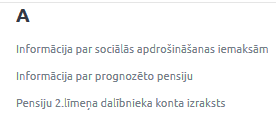 A
Informācija par sociālās apdrošināšanas iemaksām
Informācija par prognozēto pensiju
Pensiju 2.līmeņa dalībnieka konta izraksts